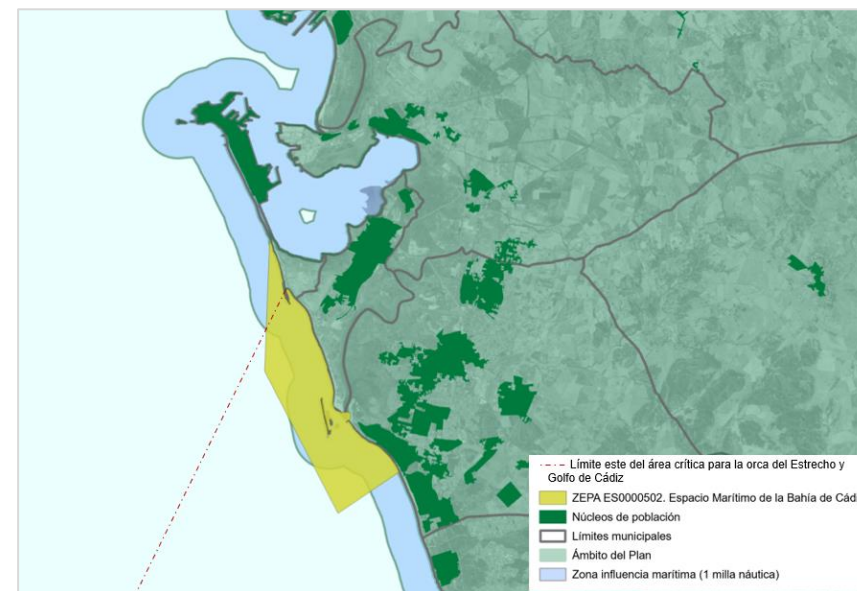 Límite este del área crítica para la orca del Estrecho y
Golfo de Cádiz
ZEPA ES0000502. Espacio Marítimo de la Bahía de Cádi
Núcleos de población
Límites municipales
Ámbito del Plan
Zona influencia marítima (1 milla náutica)